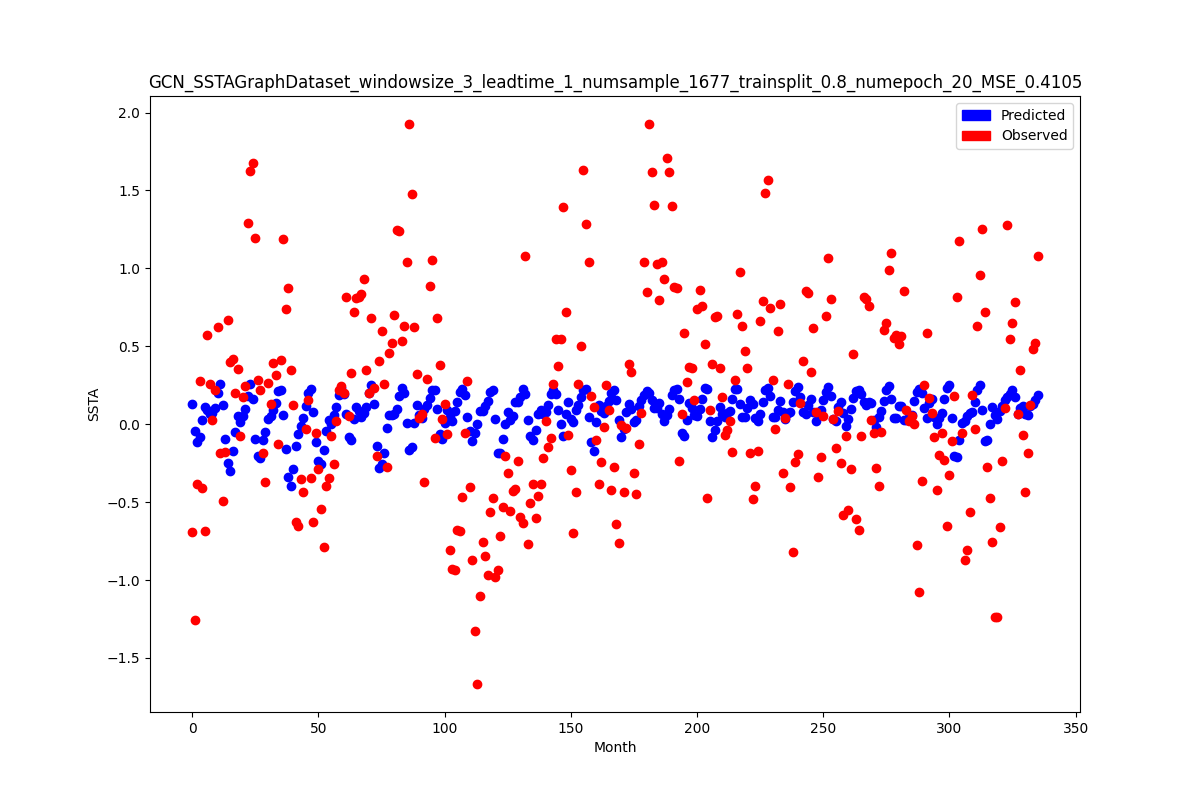 GCN_SSTAGraphDataset_windowsize_3_leadtime_1_numsample_1677_trainsplit_0.8_numepoch_20_MSE_0.4105
Predicted
Observed
SSTA
2.0
1.5
1.0
0.5
0.0
−0.5
−1.0
−1.5
0 50 100 150 200 250 300 350
Month